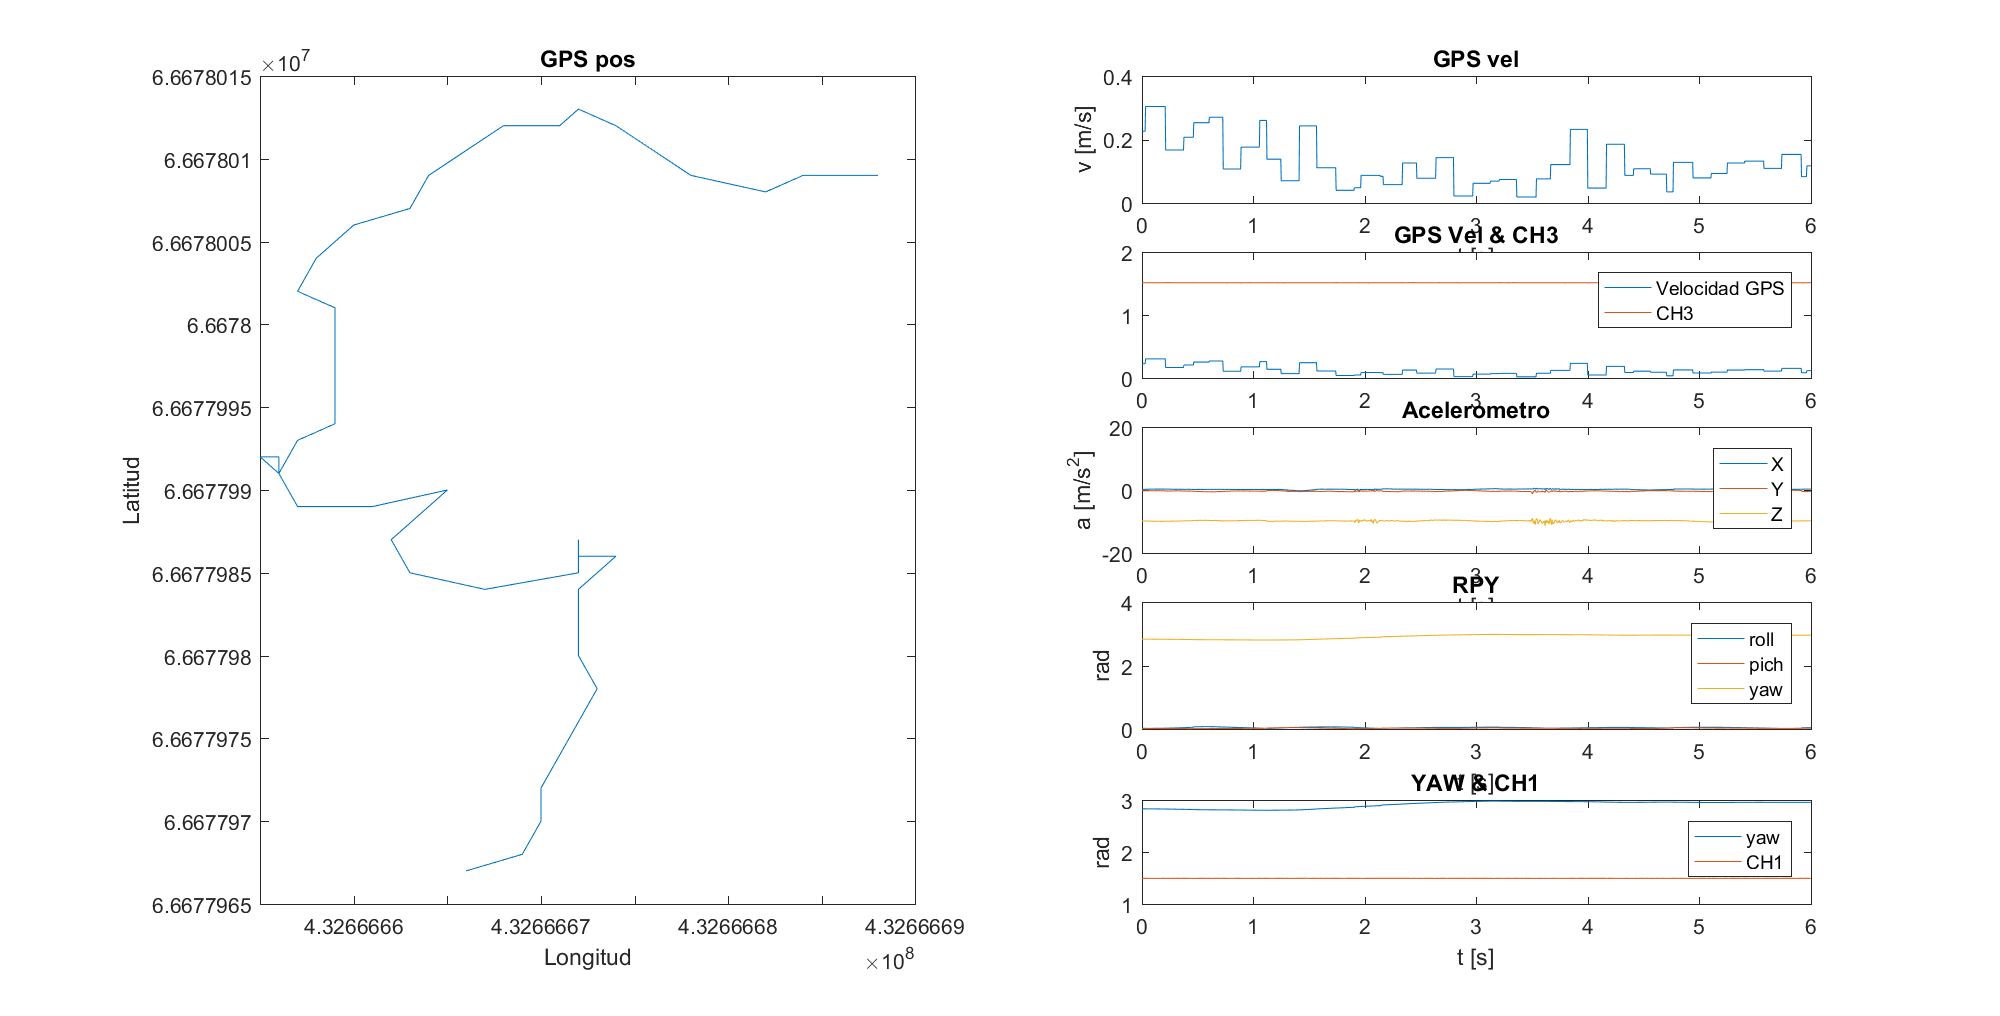 GPS pos
×10⁷
6.6678015
6.667801
6.6678005
6.6678
6.6677995
6.667799
6.6677985
6.667798
6.6677975
6.667797
6.6677965
Latitud
4.3266666 4.3266667 4.3266668 4.3266669
Longitud
×10⁸
GPS vel
0.4
0.2
0
v [m/s]
0 1 2 3 4 5 6
GPS Vel & CH3
2
1
0
Velocidad GPS
CH3
0 1 2 3 4 5 6
Acelerometro
20
0
-20
a [m/s²]
X
Y
Z
0 1 2 3 4 5 6
RPY
4
2
0
rad
roll
pich
yaw
0 1 2 3 4 5 6
t [s]
YAW & CH1
3
2
1
rad
yaw
CH1
0 1 2 3 4 5 6
t [s]